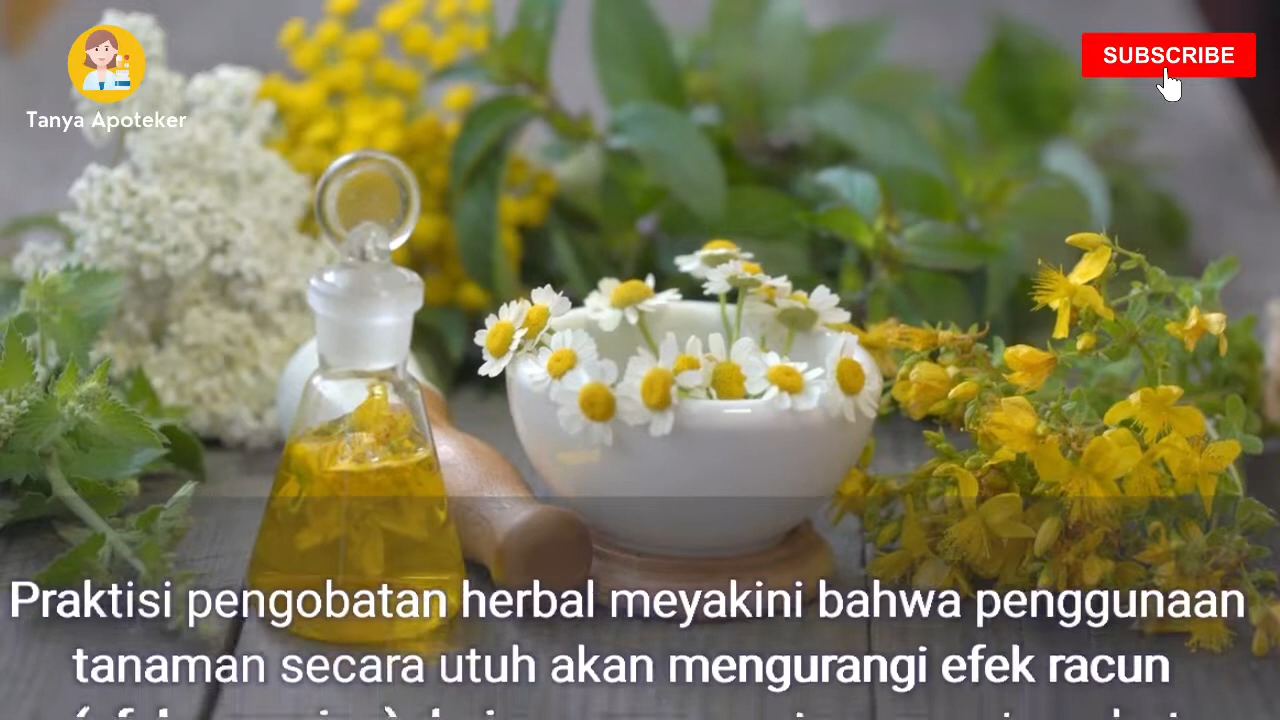 SUBSCRIBE
Tanya Apoteker
Praktisi pengobatan herbal meyakini bahwa penggunaan
tanaman secara utuh akan mengurangi efek racun